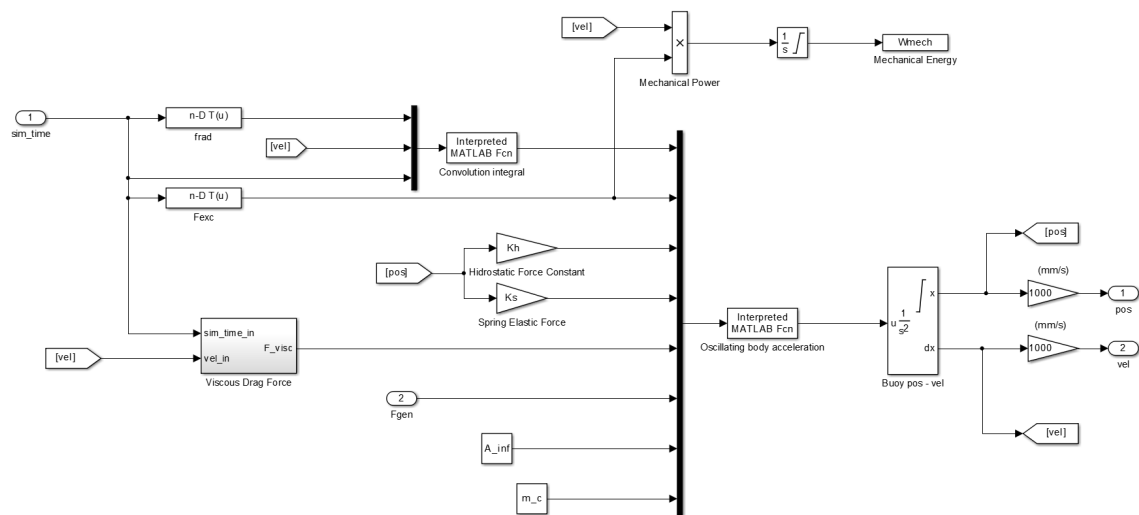 [vel]
×
Mechanical Power
1
s
Wmech
Mechanical Energy
1
sim_time
n-D T(u)
frad
[vel]
Interpreted
MATLAB Fcn
Convolution integral
n-D T(u)
Fexc
[pos]
Kh
Hidrostatic Force Constant
Ks
Spring Elastic Force
sim_time_in
vel_in
F_visc
Viscous Drag Force
[vel]
2
Fgen
A_inf
m_c
Interpreted
MATLAB Fcn
Oscillating body acceleration
u
1
s²
x
dx
Buoy pos - vel
[pos]
(mm/s)
1000
1
pos
(mm/s)
1000
2
vel
[vel]